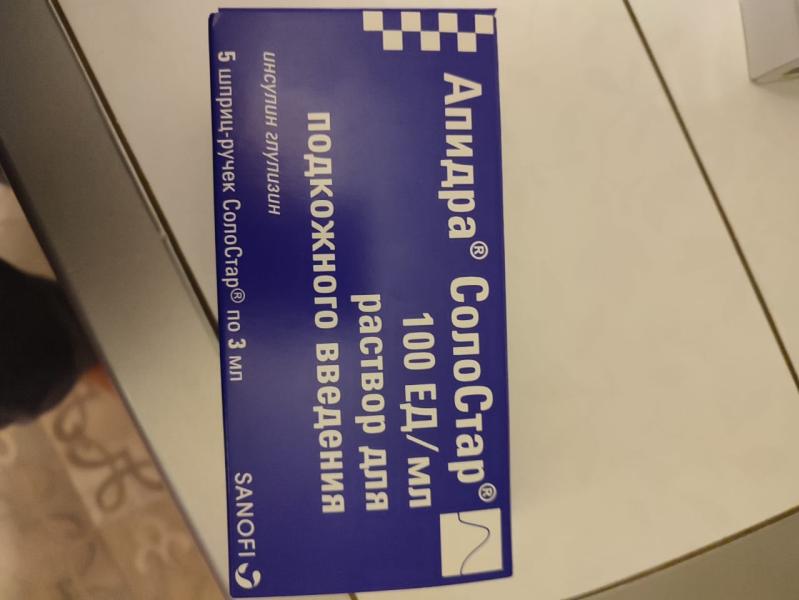 Апидра® СолоСтар®
100 ЕД/мл
раствор для
подкожного введения
инсулин глулизин
5 шприц-ручек СолоСтар® по 3 мл
SANOFI